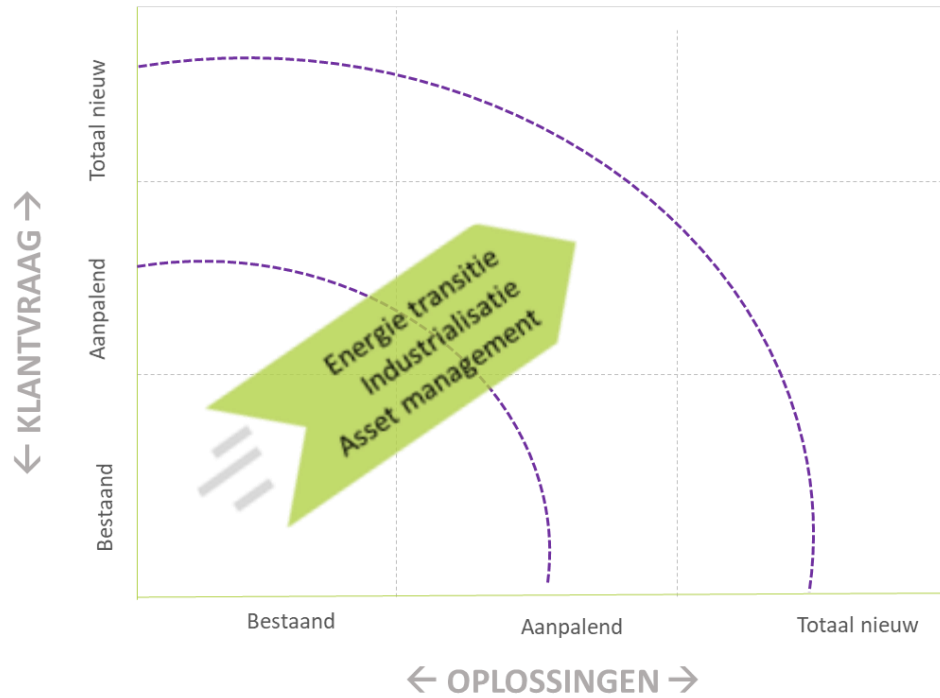 Totaal nieuw
Aanpalend
Bestaand
← KLANTVRAAG →
Energie transitie
Industrialisatie
Asset management
Bestaand
Aanpalend
Totaal nieuw
← OPLOSSINGEN →